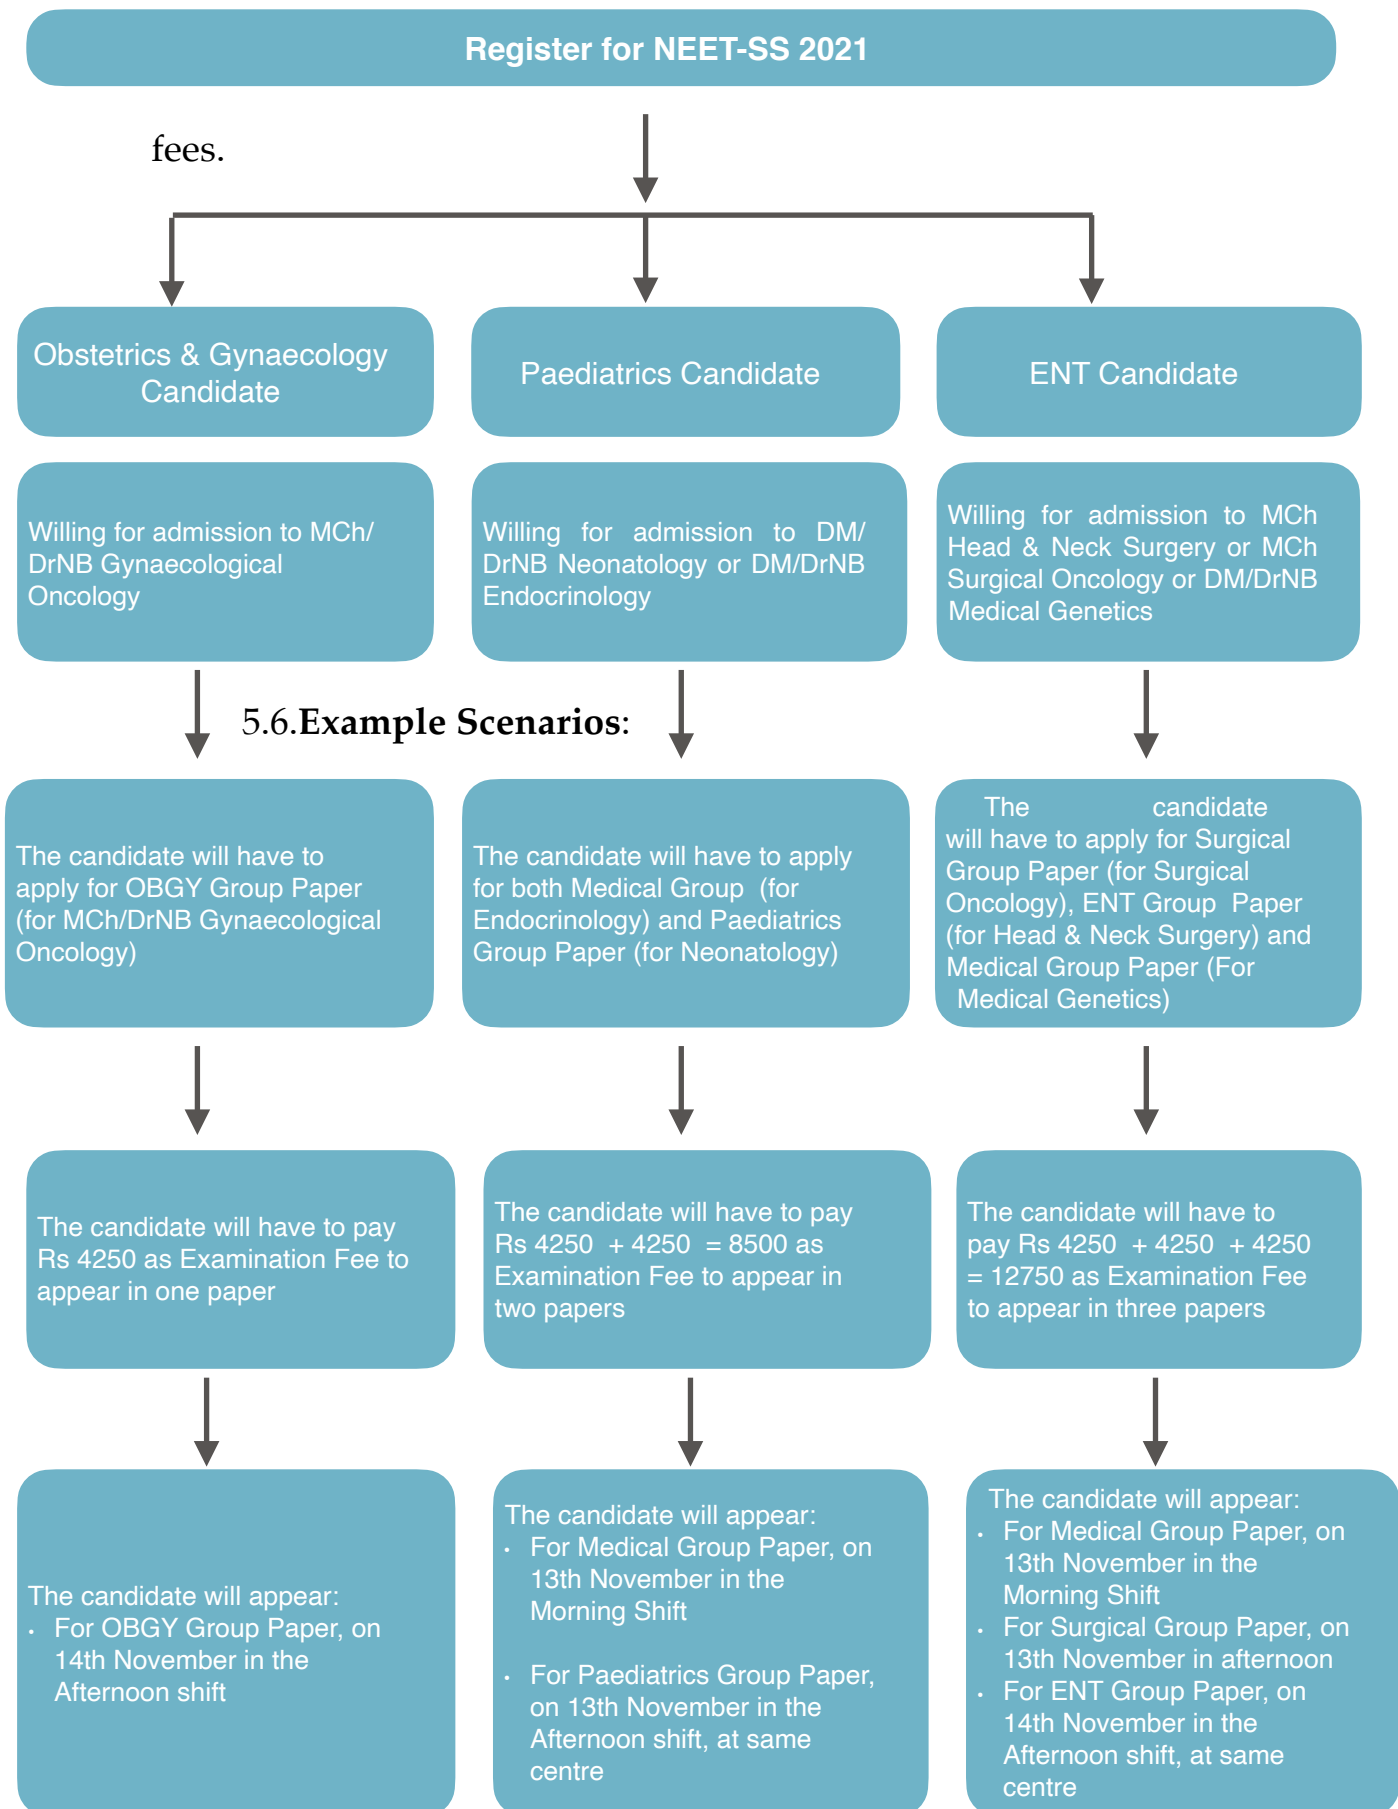 Register for NEET-SS 2021
fees.
Obstetrics & Gynaecology
Candidate
Paediatrics Candidate
ENT Candidate
Willing for admission to MCh/
DrNB Gynaecological
Oncology
Willing for admission to DM/
DrNB Neonatology or DM/DrNB
Endocrinology
Willing for admission to MCh
Head & Neck Surgery or MCh
Surgical Oncology or DM/DrNB
Medical Genetics
5.6.Example Scenarios:
The candidate will have to
apply for OBGY Group Paper
(for MCh/DrNB Gynaecological
Oncology)
The candidate will have to apply
for both Medical Group (for
Endocrinology) and Paediatrics
Group Paper (for Neonatology)
The candidate
will have to apply for Surgical
Group Paper (for Surgical
Oncology), ENT Group Paper
(for Head & Neck Surgery) and
Medical Group Paper (For
Medical Genetics)
The candidate will have to pay
Rs 4250 as Examination Fee to
appear in one paper
The candidate will have to pay
Rs 4250 + 4250 = 8500 as
Examination Fee to appear in
two papers
The candidate will have to
pay Rs 4250 + 4250 + 4250
= 12750 as Examination Fee
to appear in three papers
The candidate will appear:
• For OBGY Group Paper, on
14th November in the
Afternoon shift
The candidate will appear:
• For Medical Group Paper, on
13th November in the
Morning Shift
• For Paediatrics Group Paper,
on 13th November in the
Afternoon shift, at same
centre
The candidate will appear:
• For Medical Group Paper, on
13th November in the
Morning Shift
• For Surgical Group Paper, on
13th November in afternoon
• For ENT Group Paper, on
14th November in the
Afternoon shift, at same
centre